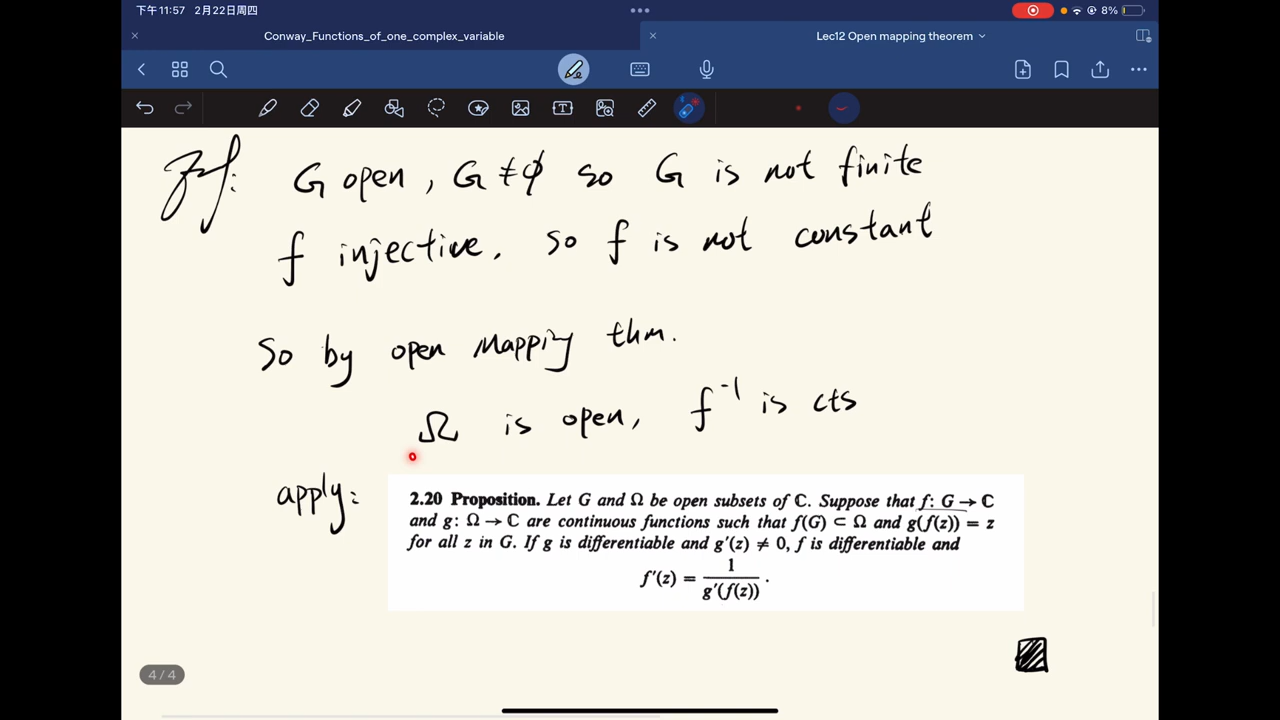 下午11:57 2月22日周四
8%
Conway_Functions_of_one_complex_variable
Lec12 Open mapping theorem
Pf: G open, G ≠ ϕ so G is not finite
f injective, so f is not constant
So by open mapping thm.
Ω is open, f⁻¹ is cts
apply:
2.20 Proposition. Let G and Ω be open subsets of ℂ. Suppose that f: G → ℂ
and g: Ω → ℂ are continuous functions such that f(G) ⊂ Ω and g(f(z)) = z
for all z in G. If g is differentiable and g′(z) ≠ 0, f is differentiable and
f′(z) = 1 / g′(f(z)) .
4/4